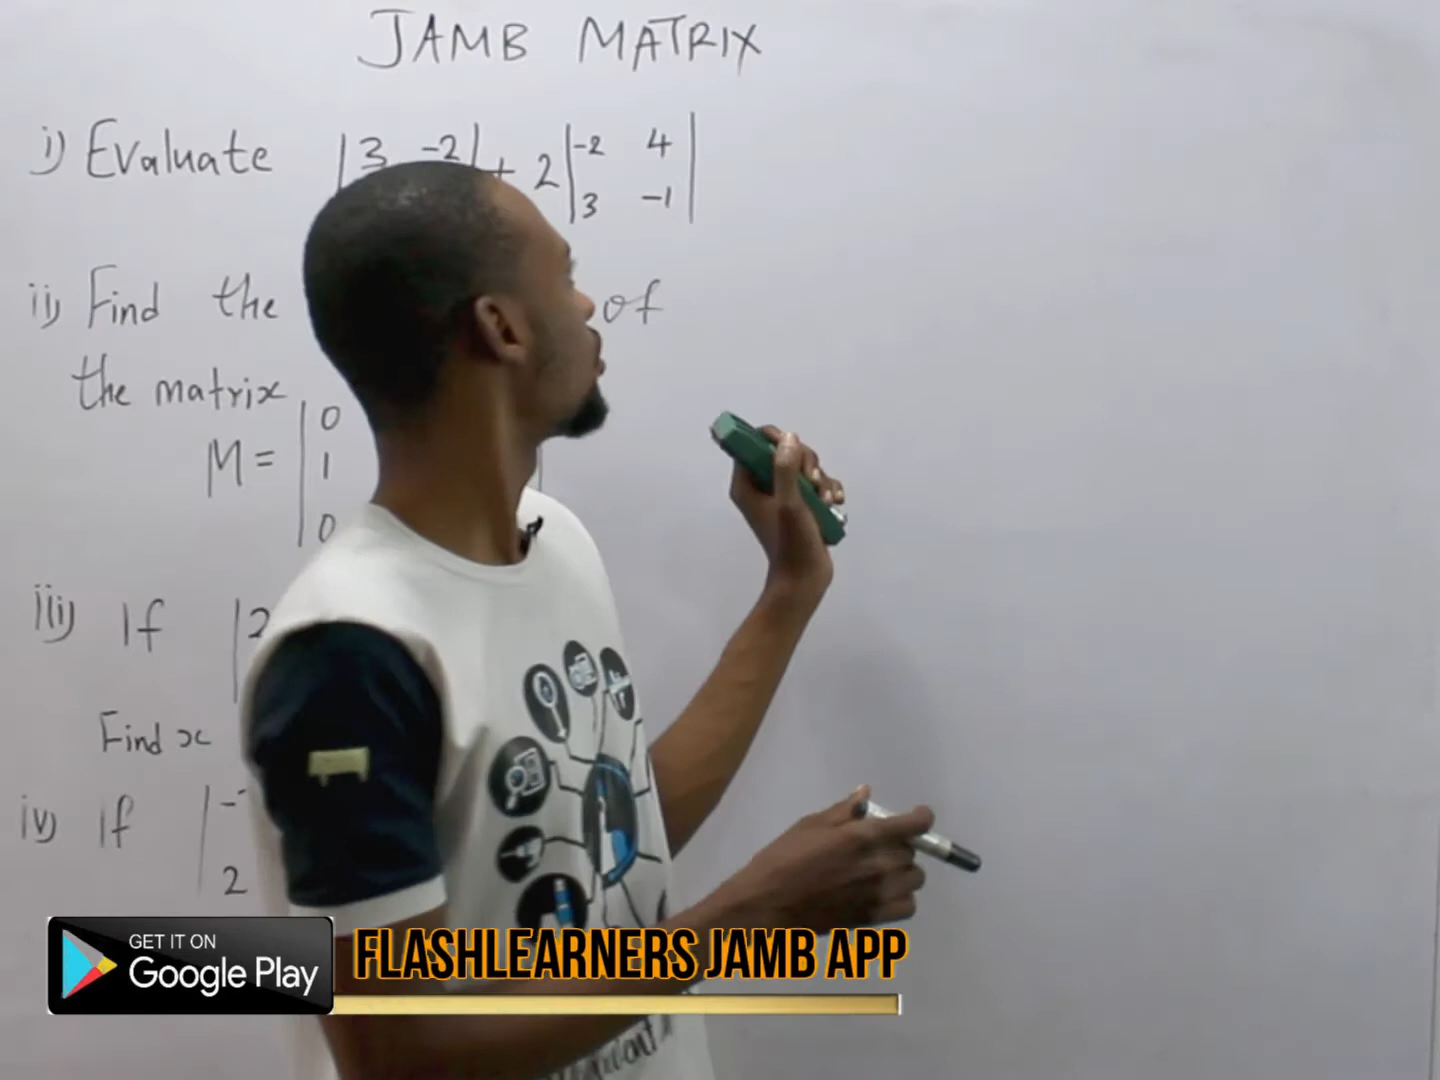 JAMB MATRIX
i) Evaluate |3 -2| + 2|-2 4|
3 -1
ii) Find the of
the matrix
M = | 0
1
0
iii) If |2
Find x
iv) If | -
2
GET IT ON
Google Play
FLASHLEARNERS JAMB APP